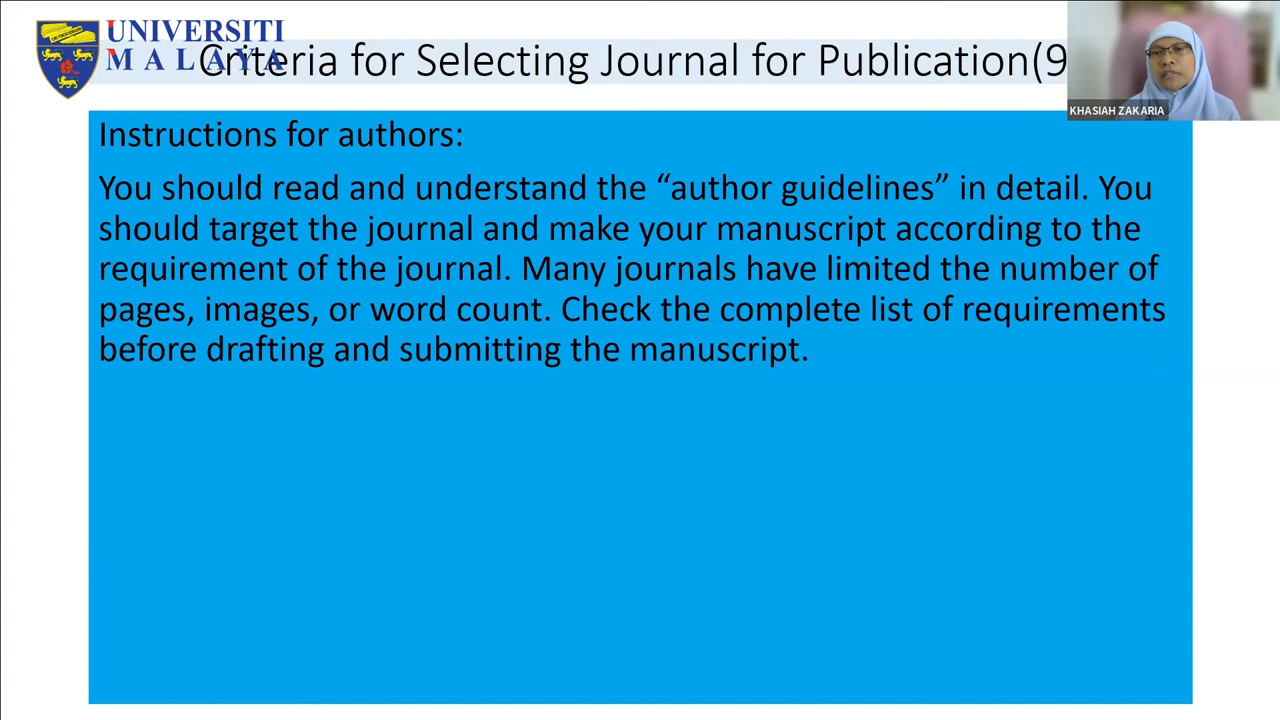 UNIVERSITI
MALAYA
Criteria for Selecting Journal for Publication(9
KHASIAH ZAKARIA
Instructions for authors:
You should read and understand the “author guidelines” in detail. You
should target the journal and make your manuscript according to the
requirement of the journal. Many journals have limited the number of
pages, images, or word count. Check the complete list of requirements
before drafting and submitting the manuscript.